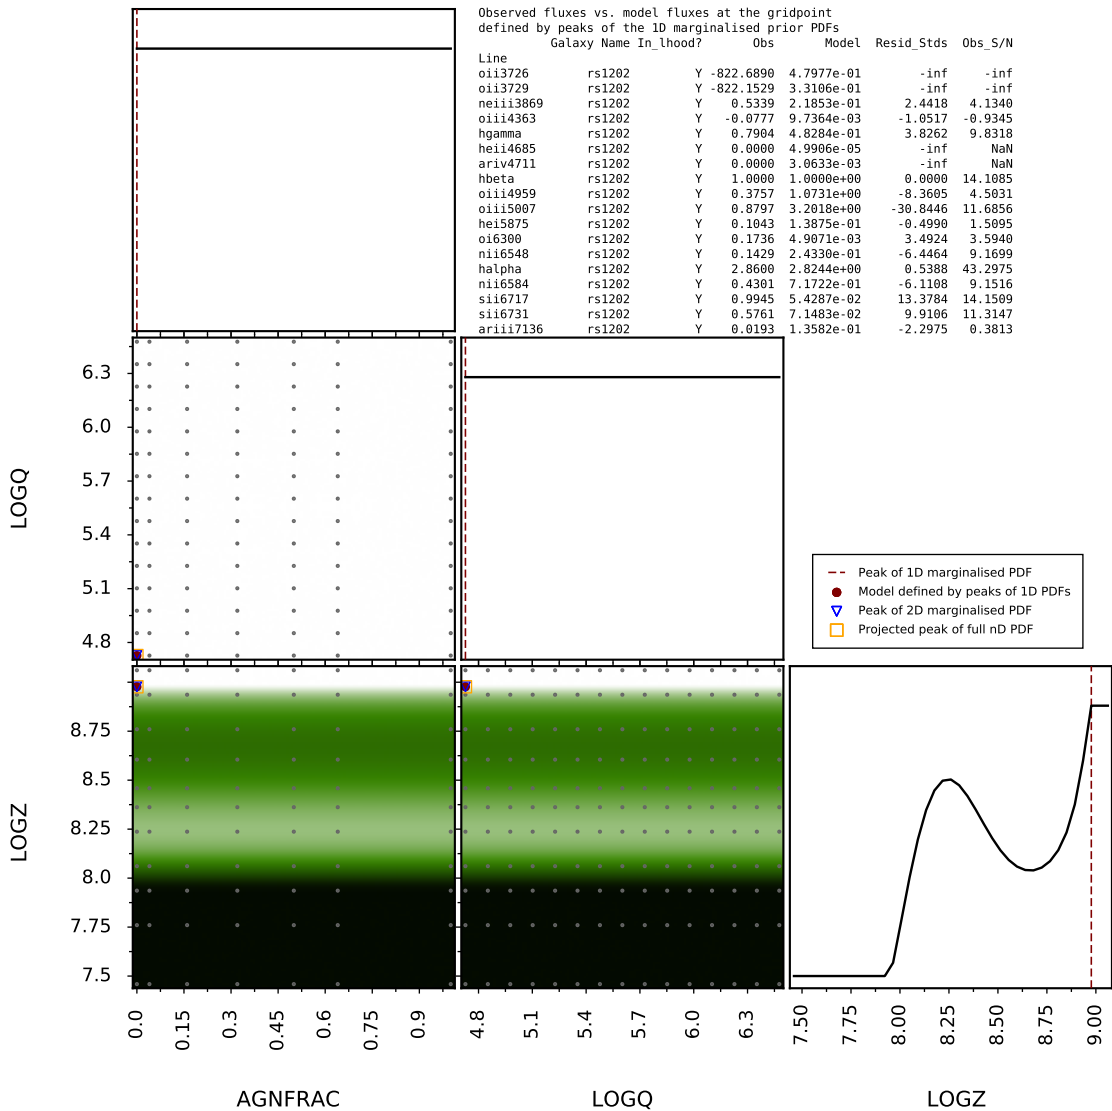 Observed fluxes vs. model fluxes at the gridpoint
defined by peaks of the 1D marginalised prior PDFs
Galaxy Name In_lhood? Obs Model Resid_Stds Obs_S/N
Line
oii3726 rs1202 Y -822.6890 4.7977e-01 -inf -inf
oii3729 rs1202 Y -822.1529 3.3106e-01 -inf -inf
neiii3869 rs1202 Y 0.5339 2.1853e-01 2.4418 4.1340
oiii4363 rs1202 Y -0.0777 9.7364e-03 -1.0517 -0.9345
hgamma rs1202 Y 0.7904 4.8284e-01 3.8262 9.8318
heii4685 rs1202 Y 0.0000 4.9906e-05 -inf NaN
ariv4711 rs1202 Y 0.0000 3.0633e-03 -inf NaN
hbeta rs1202 Y 1.0000 1.0000e+00 0.0000 14.1085
oiii4959 rs1202 Y 0.3757 1.0731e+00 -8.3605 4.5031
oiii5007 rs1202 Y 0.8797 3.2018e+00 -30.8446 11.6856
hei5875 rs1202 Y 0.1043 1.3875e-01 -0.4990 1.5095
oi6300 rs1202 Y 0.1736 4.9071e-03 3.4924 3.5940
nii6548 rs1202 Y 0.1429 2.4330e-01 -6.4464 9.1699
halpha rs1202 Y 2.8600 2.8244e+00 0.5388 43.2975
nii6584 rs1202 Y 0.4301 7.1722e-01 -6.1108 9.1516
sii6717 rs1202 Y 0.9945 5.4287e-02 13.3784 14.1509
sii6731 rs1202 Y 0.5761 7.1483e-02 9.9106 11.3147
ariii7136 rs1202 Y 0.0193 1.3582e-01 -2.2975 0.3813
6.3
6.0
5.7
5.4
5.1
4.8
LOGQ
Peak of 1D marginalised PDF
Model defined by peaks of 1D PDFs
Peak of 2D marginalised PDF
Projected peak of full nD PDF
8.75
8.5
8.25
8.0
7.75
7.5
LOGZ
0.0 0.15 0.3 0.45 0.6 0.75 0.9
4.8 5.1 5.4 5.7 6.0 6.3
7.50 7.75 8.00 8.25 8.50 8.75 9.00
AGNFRAC LOGQ LOGZ